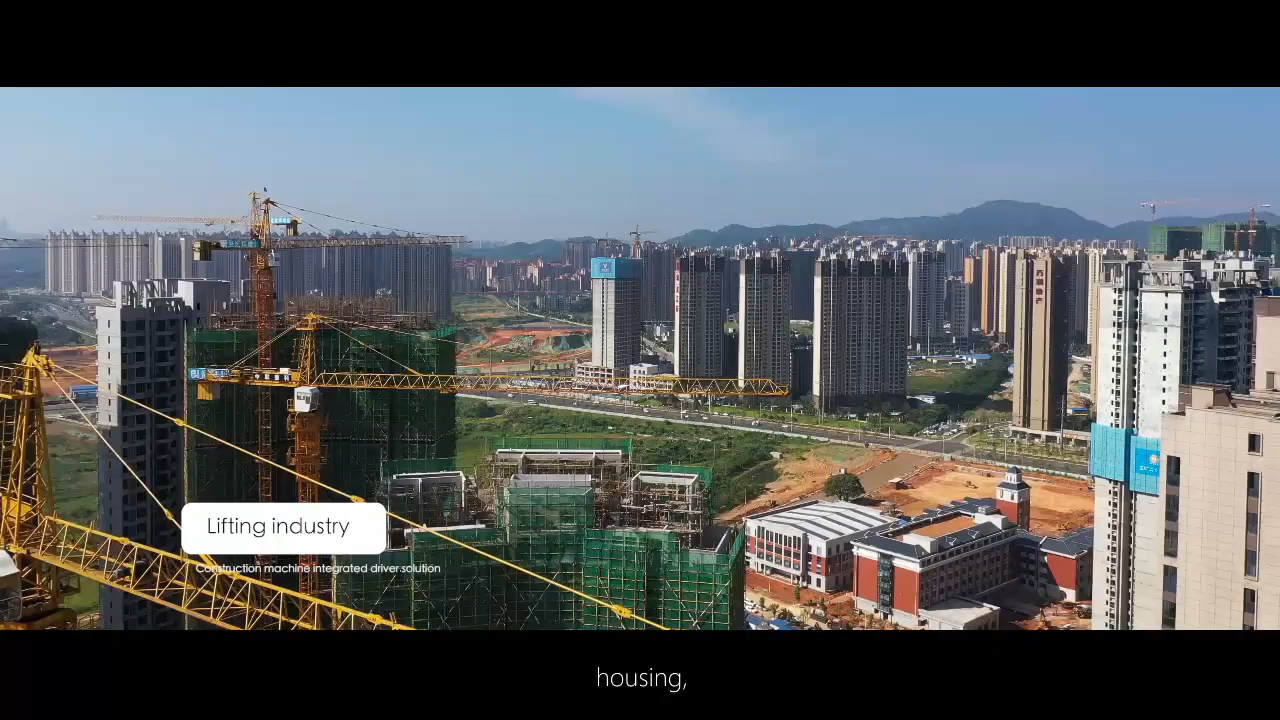 Lifting industry
Construction machine integrated driver solution
housing,